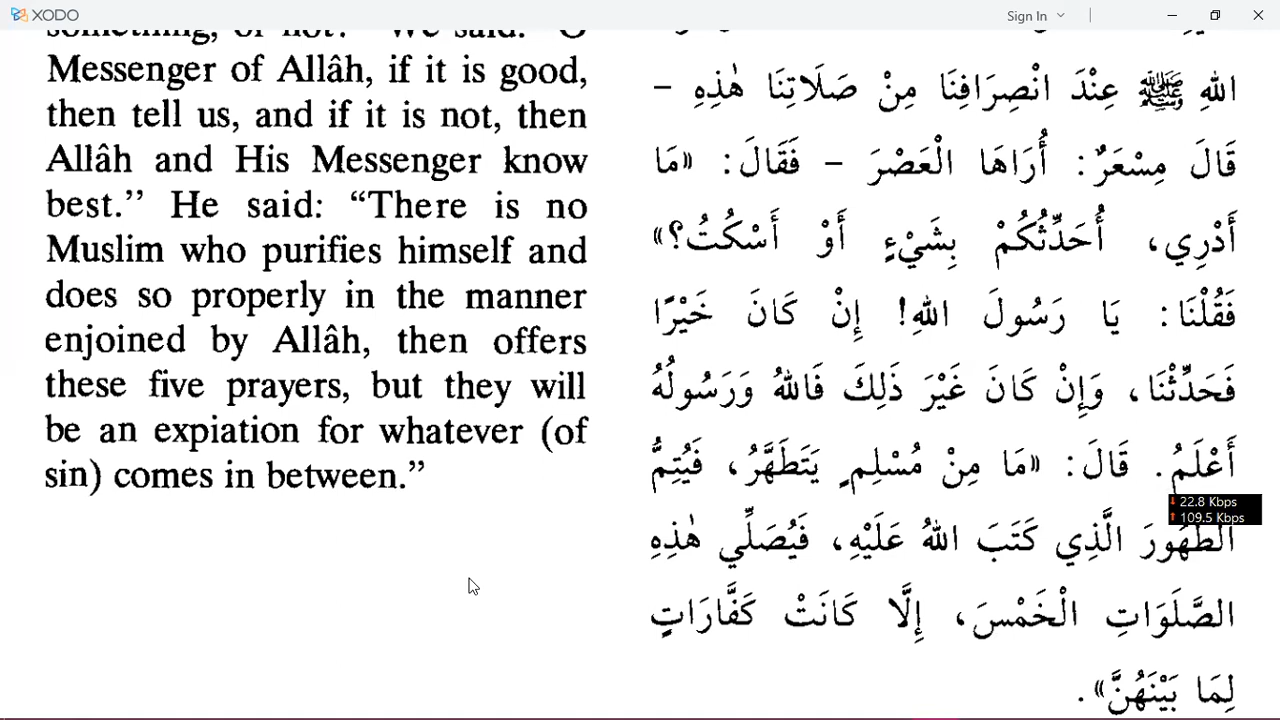 XODO
Sign In
something, or not?" We said: "O
Messenger of Allâh, if it is good,
then tell us, and if it is not, then
Allâh and His Messenger know
best." He said: "There is no
Muslim who purifies himself and
does so properly in the manner
enjoined by Allâh, then offers
these five prayers, but they will
be an expiation for whatever (of
sin) comes in between."
اللهِ ﷺ عِنْدَ انْصِرَافِنَا مِنْ صَلَاتِنَا هٰذِهِ –
قَالَ مِسْعَرٌ: أُرَاهَا الْعَصْرَ – فَقَالَ: «مَا
أَدْرِي، أُحَدِّثُكُمْ بِشَيْءٍ أَوْ أَسْكُتُ؟»
فَقُلْنَا: يَا رَسُولَ اللهِ! إِنْ كَانَ خَيْرًا
فَحَدِّثْنَا، وَإِنْ كَانَ غَيْرَ ذَلِكَ فَاللهُ وَرَسُولُهُ
أَعْلَمُ. قَالَ: «مَا مِنْ مُسْلِمٍ يَتَطَهَّرُ، فَيُتِمُّ
الطُّهُورَ الَّذِي كَتَبَ اللهُ عَلَيْهِ، فَيُصَلِّي هٰذِهِ
الصَّلَوَاتِ الْخَمْسَ، إِلَّا كَانَتْ كَفَّارَاتٍ
لِمَا بَيْنَهُنَّ».
22.8 Kbps
109.5 Kbps